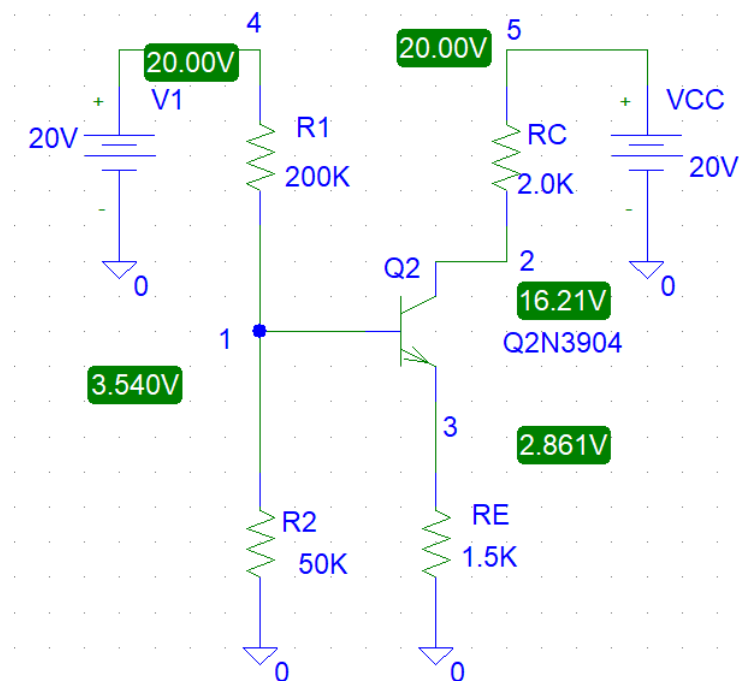 4
5
20.00V
20.00V
+
V1
+
VCC
20V
R1
RC
200K
2.0K
20V
-
-
Q2
2
0
0
16.21V
1
Q2N3904
3.540V
3
2.861V
R2
RE
50K
1.5K
0
0